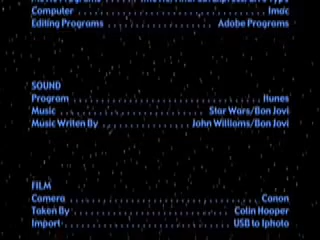 Computer . . . . . . . . . . . . . . . . . . . . . . . . . . Imac
Editing Programs . . . . . . . . . . . . . . . Adobe Programs
SOUND
Program . . . . . . . . . . . . . . . . . . . . . . . . . . Itunes
Music . . . . . . . . . . . . . . . . . . . . . Star Wars/Bon Jovi
Music Writen By . . . . . . . . . . . . John Williams/Bon Jovi
FILM
Camera . . . . . . . . . . . . . . . . . . . . . . . . . . Canon
Taken By . . . . . . . . . . . . . . . . . . . . . Colin Hooper
Import . . . . . . . . . . . . . . . . . . . . . . USB to Iphoto